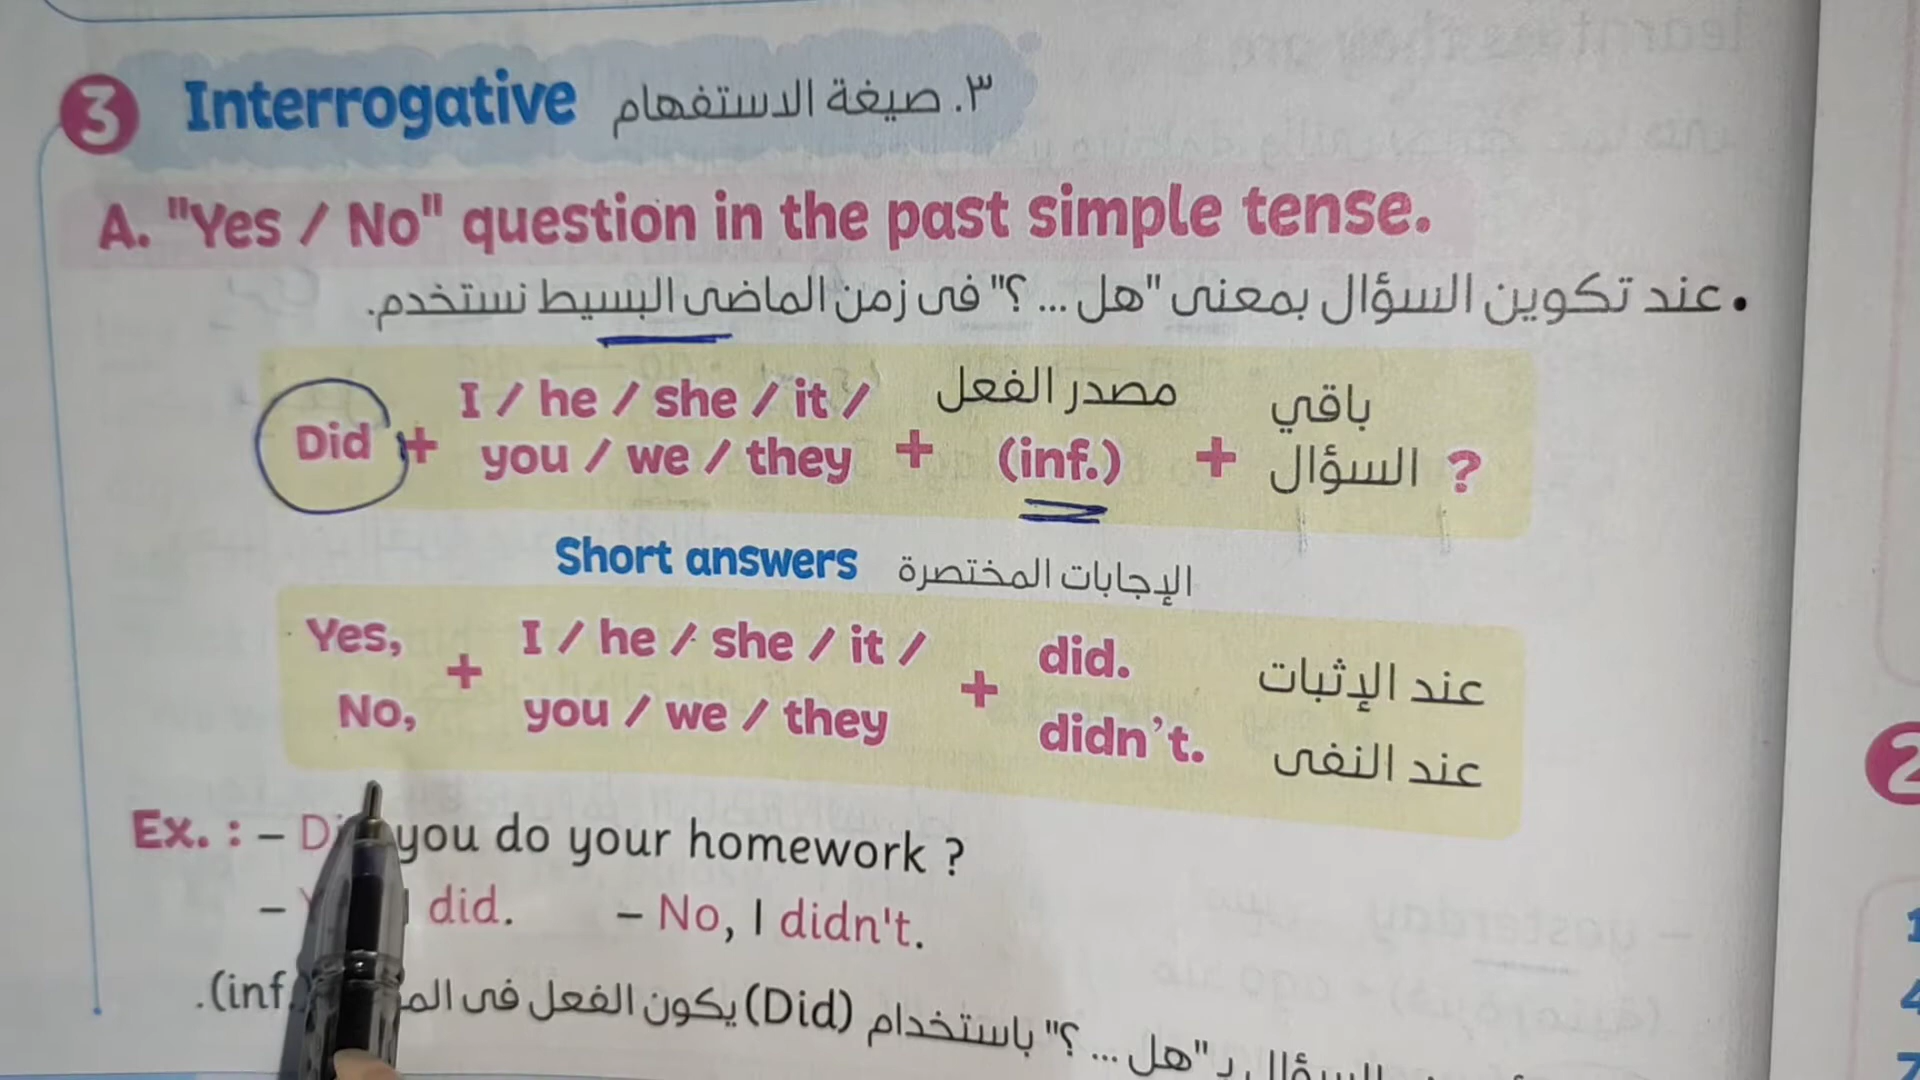 3 Interrogative ٣. صيغة الاستفهام
A. "Yes / No" question in the past simple tense.
• عند تكوين السؤال بمعنى "هل ... ؟" فى زمن الماضى البسيط نستخدم.
Did + I / he / she / it / you / we / they + مصدر الفعل (inf.) + باقي السؤال ?
Short answers الإجابات المختصرة
Yes, + I / he / she / it / + did. عند الإثبات
No, you / we / they didn't. عند النفى
Ex. : – you do your homework ?
– did. – No, I didn't.
السؤال بـ "هل ... ؟" باستخدام (Did) يكون الفعل فى (inf.).
2